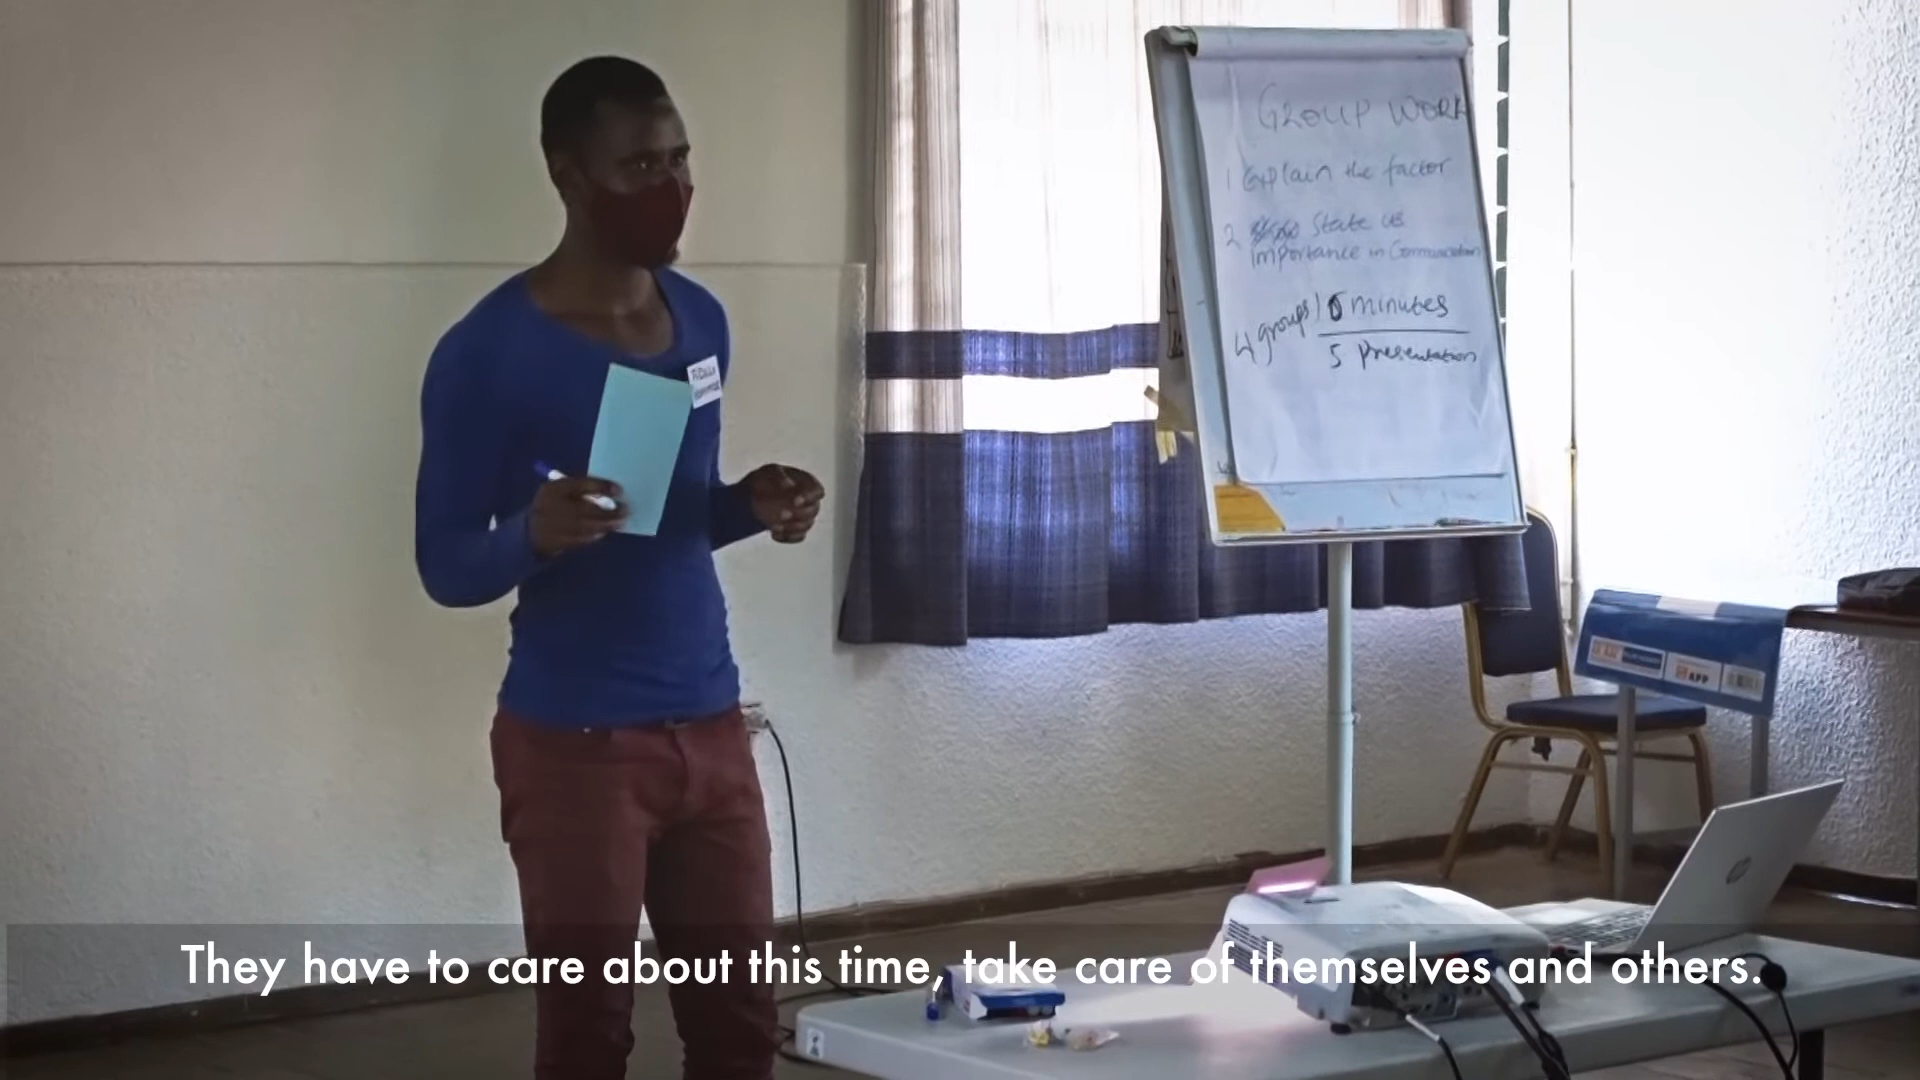 GROUP WORK
1 Explain the factor
2 State its
importance in Communication
4 groups 10 minutes
5 presentation
hp
They have to care about this time, take care of themselves and others.